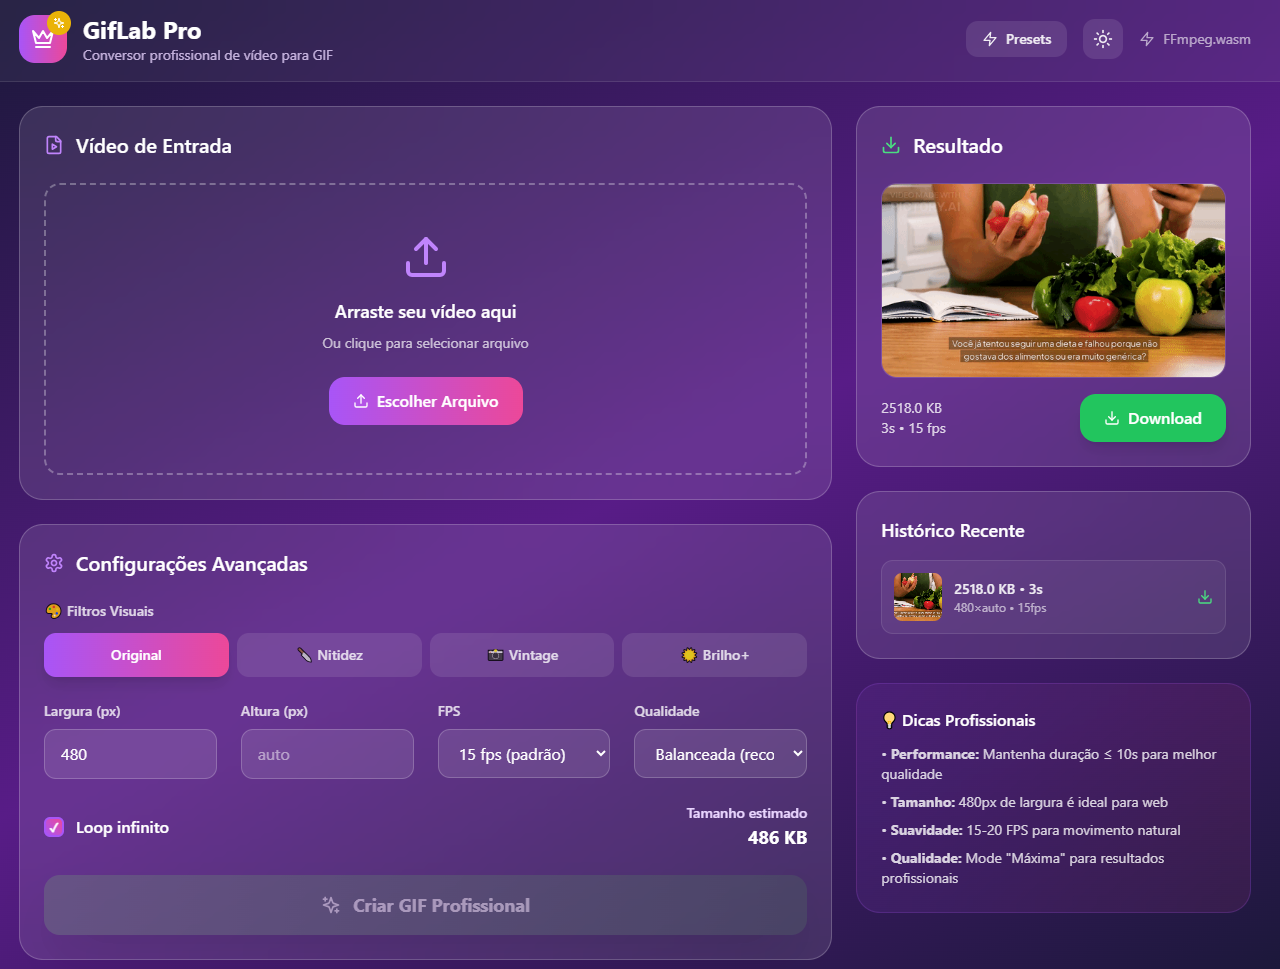 GifLab Pro
Conversor profissional de vídeo para GIF
Presets
FFmpeg.wasm
Vídeo de Entrada
Arraste seu vídeo aqui
Ou clique para selecionar arquivo
Escolher Arquivo
Configurações Avançadas
Filtros Visuais
Original
Nitidez
Vintage
Brilho+
Largura (px)
Altura (px)
FPS
Qualidade
480
auto
15 fps (padrão)
Balanceada (reco
Loop infinito
Tamanho estimado
486 KB
Criar GIF Profissional
Resultado
Você já tentou seguir uma dieta e falhou porque não
gostava dos alimentos ou era muito genérica?
2518.0 KB
3s • 15 fps
Download
Histórico Recente
2518.0 KB • 3s
480×auto • 15fps
Dicas Profissionais
• Performance: Mantenha duração ≤ 10s para melhor
qualidade
• Tamanho: 480px de largura é ideal para web
• Suavidade: 15-20 FPS para movimento natural
• Qualidade: Mode "Máxima" para resultados
profissionais